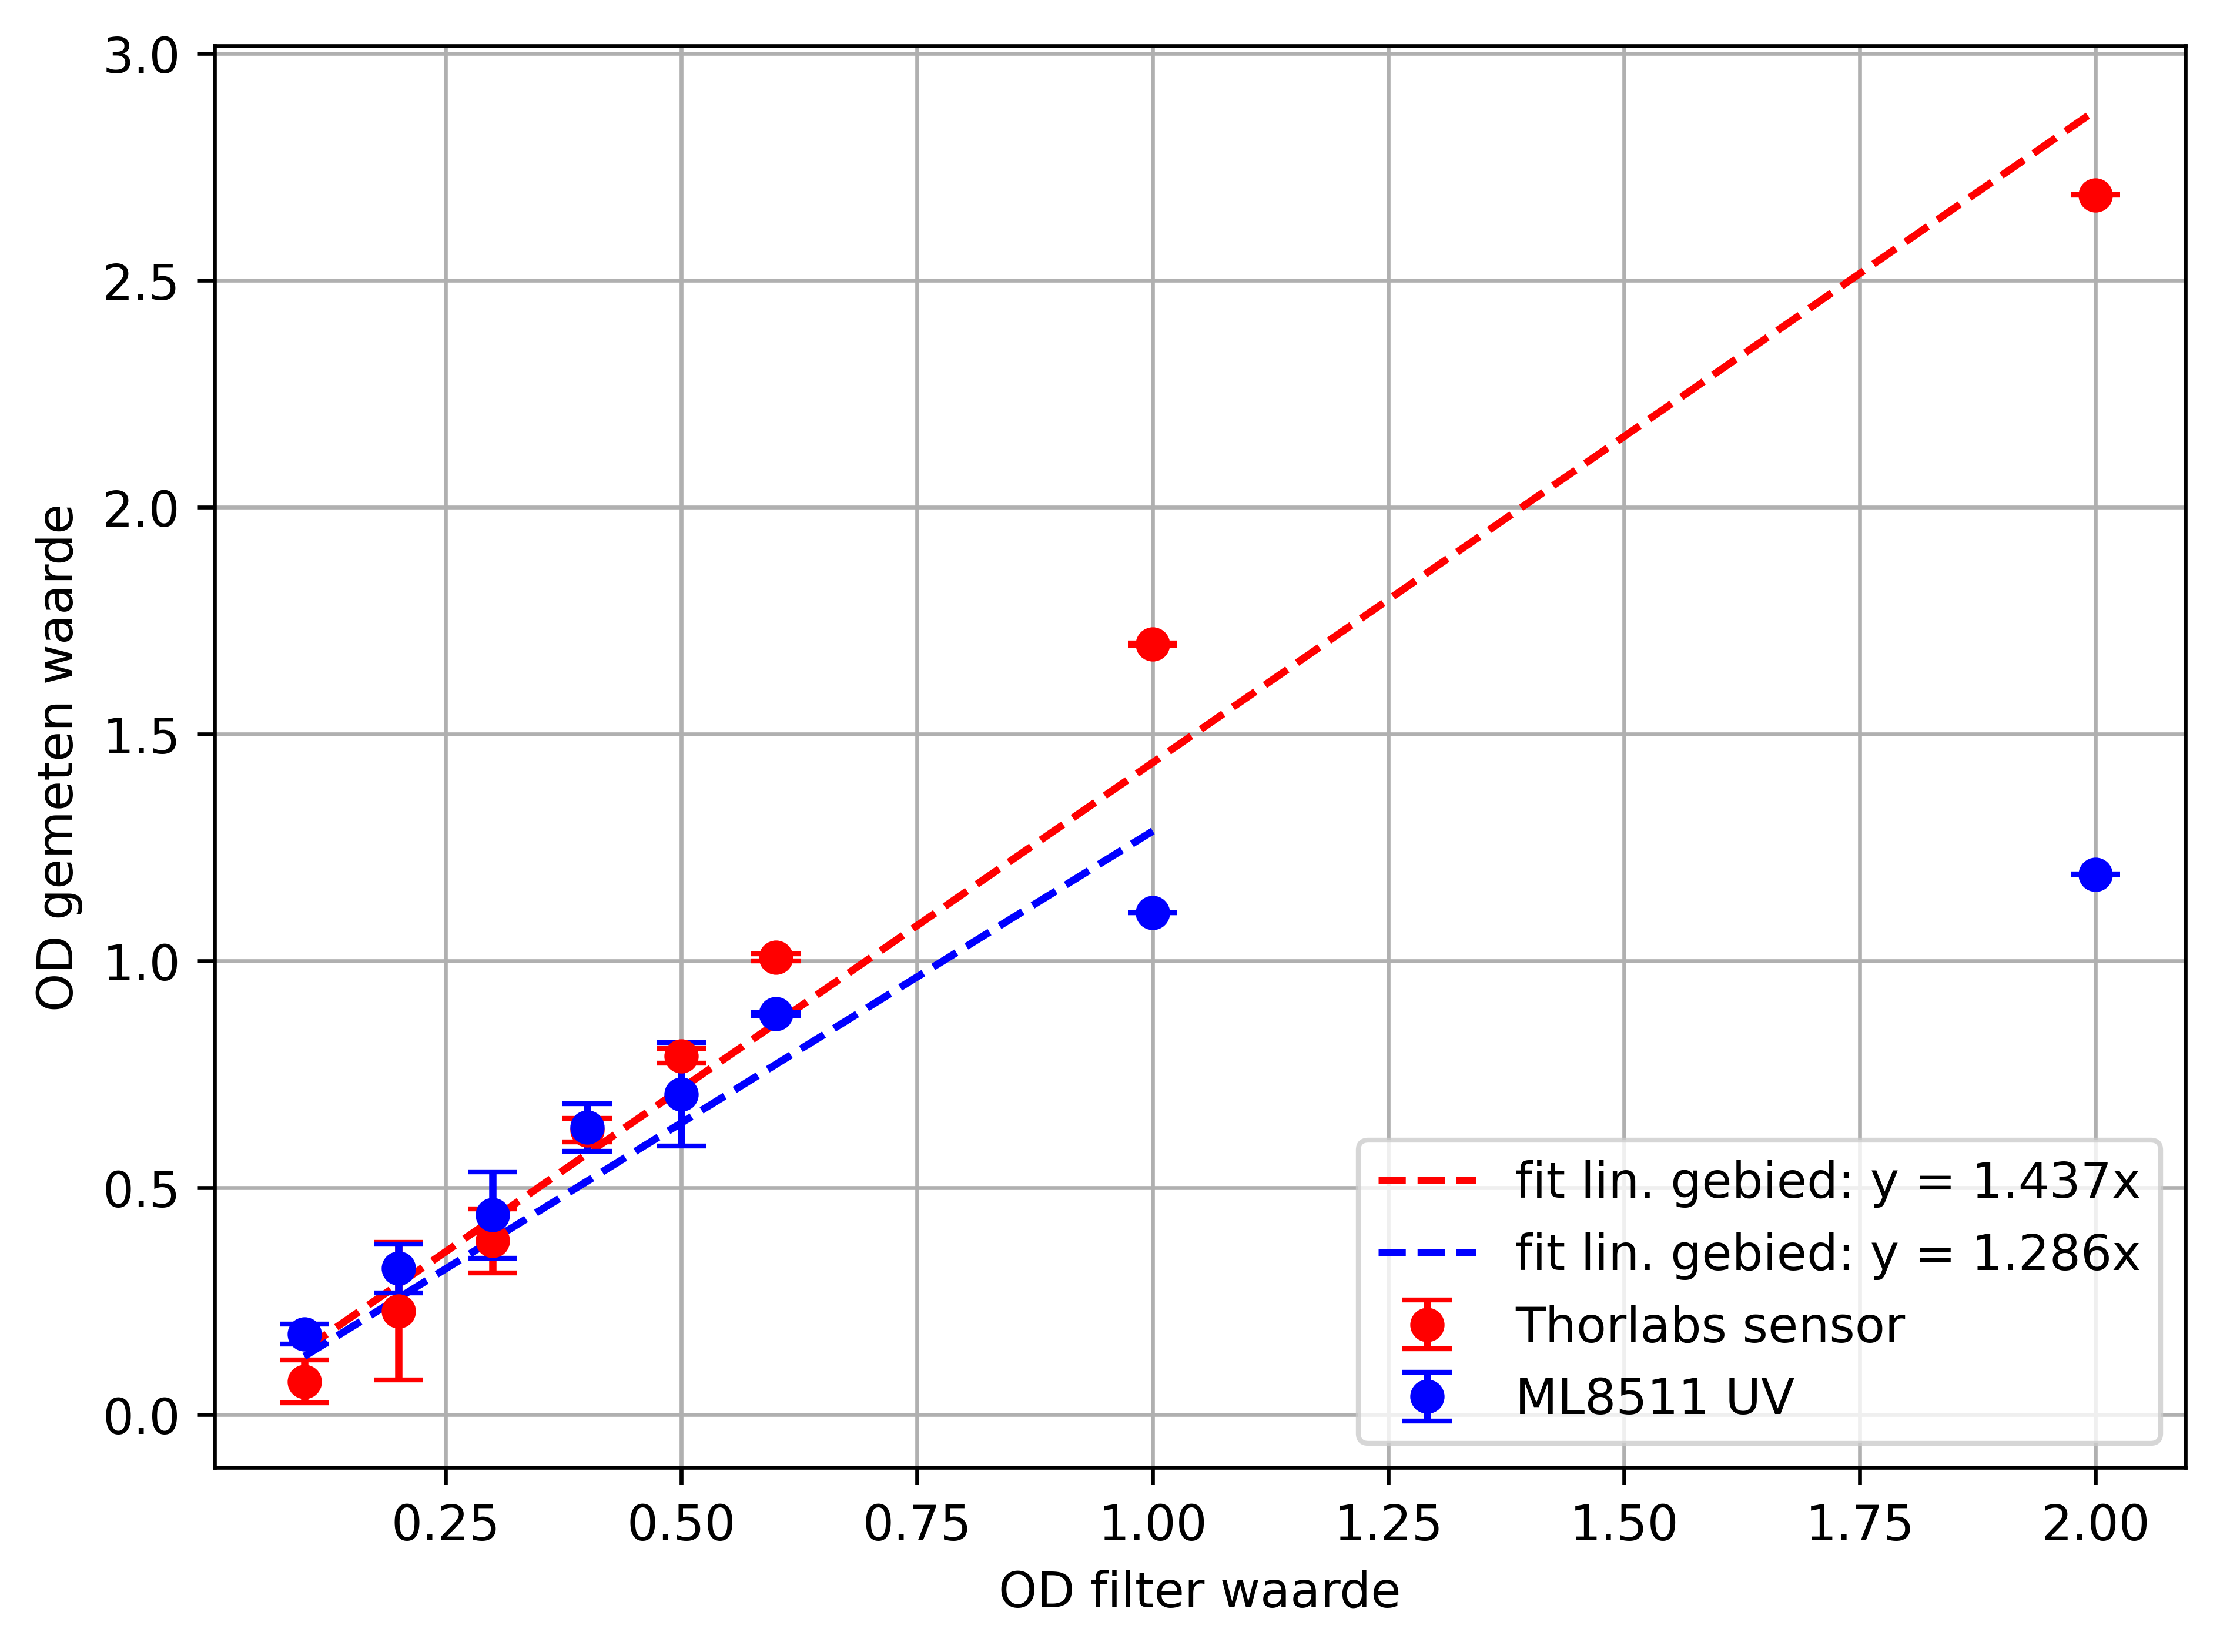 3.0
2.5
2.0
1.5
1.0
0.5
0.0
OD gemeten waarde
fit lin. gebied: y = 1.437x
fit lin. gebied: y = 1.286x
Thorlabs sensor
ML8511 UV
0.25 0.50 0.75 1.00 1.25 1.50 1.75 2.00
OD filter waarde